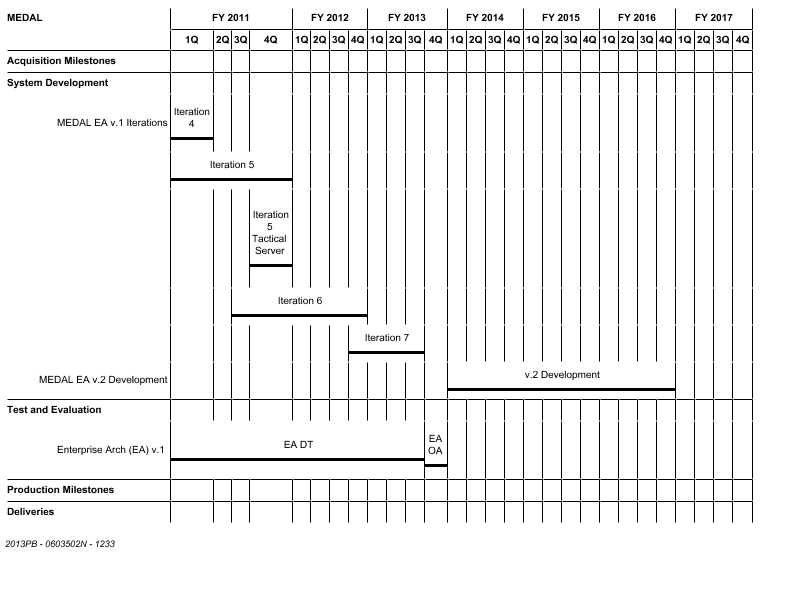 MEDAL FY 2011 FY 2012 FY 2013 FY 2014 FY 2015 FY 2016 FY 2017
1Q 2Q 3Q 4Q 1Q 2Q 3Q 4Q 1Q 2Q 3Q 4Q 1Q 2Q 3Q 4Q 1Q 2Q 3Q 4Q 1Q 2Q 3Q 4Q 1Q 2Q 3Q 4Q
Acquisition Milestones
System Development
MEDAL EA v.1 Iterations
Iteration
4
Iteration 5
Iteration
5
Tactical
Server
Iteration 6
Iteration 7
MEDAL EA v.2 Development
v.2 Development
Test and Evaluation
Enterprise Arch (EA) v.1
EA DT
EA
OA
Production Milestones
Deliveries
2013PB - 0603502N - 1233